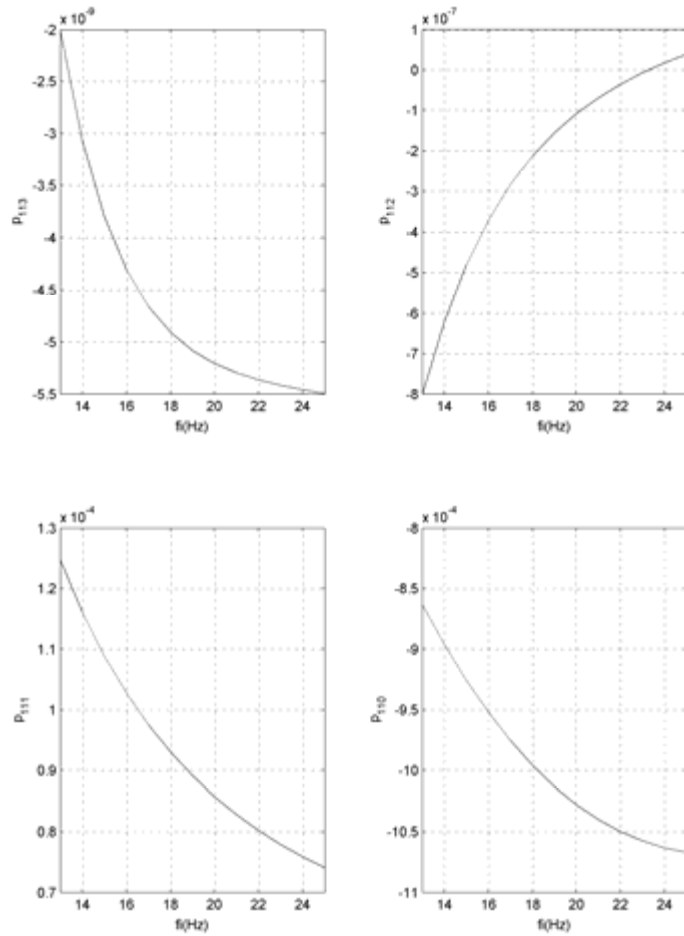 x 10^-9
-2
-2.5
-3
-3.5
-4
-4.5
-5
-5.5
p113
14 16 18 20 22 24
fi(Hz)
x 10^-7
1
0
-1
-2
-3
-4
-5
-6
-7
-8
p112
14 16 18 20 22 24
fi(Hz)
x 10^-4
1.3
1.2
1.1
1
0.9
0.8
0.7
p111
14 16 18 20 22 24
fi(Hz)
x 10^-4
-8
-8.5
-9
-9.5
-10
-10.5
-11
p110
14 16 18 20 22 24
fi(Hz)